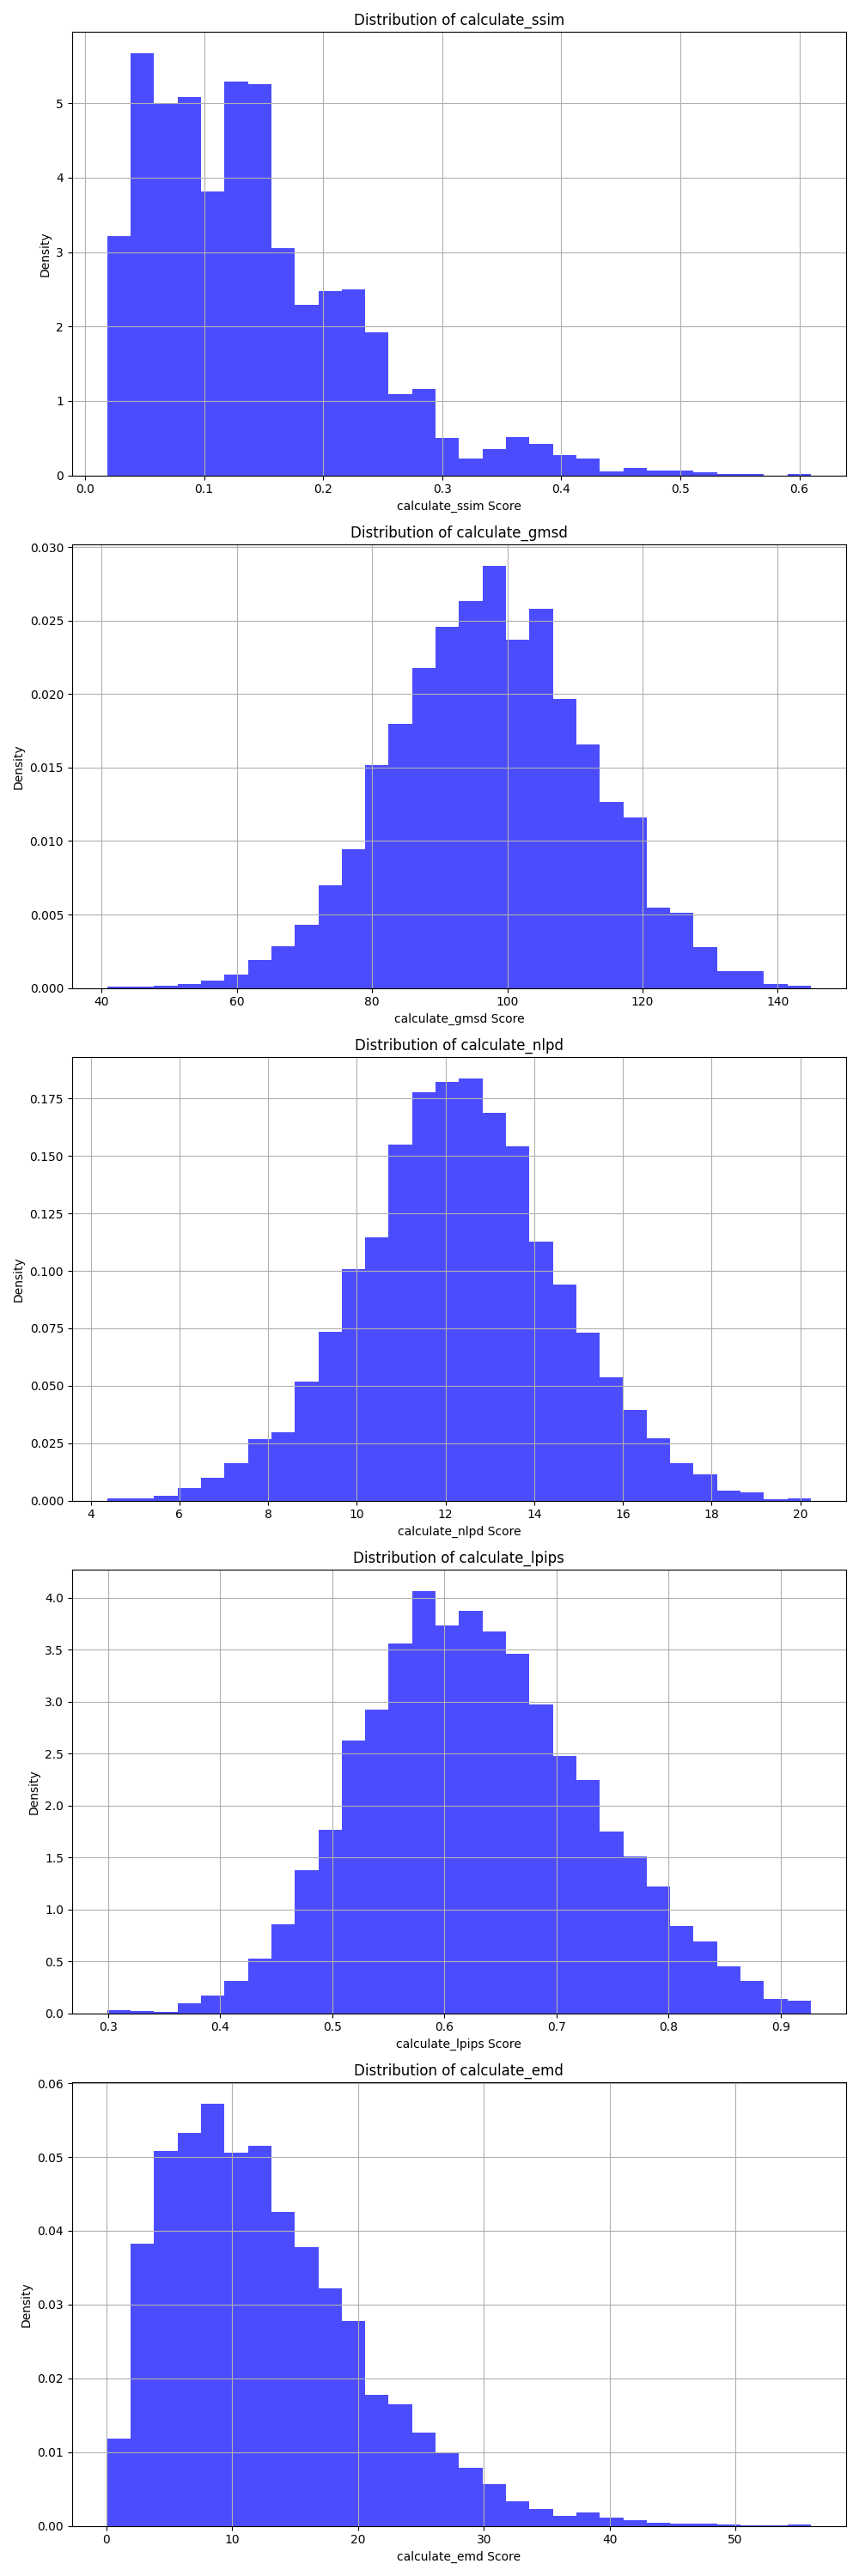 Distribution of calculate_ssim
5
4
3
2
1
0
Density
0.0 0.1 0.2 0.3 0.4 0.5 0.6
calculate_ssim Score
Distribution of calculate_gmsd
0.030
0.025
0.020
0.015
0.010
0.005
0.000
Density
40 60 80 100 120 140
calculate_gmsd Score
Distribution of calculate_nlpd
0.175
0.150
0.125
0.100
0.075
0.050
0.025
0.000
Density
4 6 8 10 12 14 16 18 20
calculate_nlpd Score
Distribution of calculate_lpips
4.0
3.5
3.0
2.5
2.0
1.5
1.0
0.5
0.0
Density
0.3 0.4 0.5 0.6 0.7 0.8 0.9
calculate_lpips Score
Distribution of calculate_emd
0.06
0.05
0.04
0.03
0.02
0.01
0.00
Density
0 10 20 30 40 50
calculate_emd Score